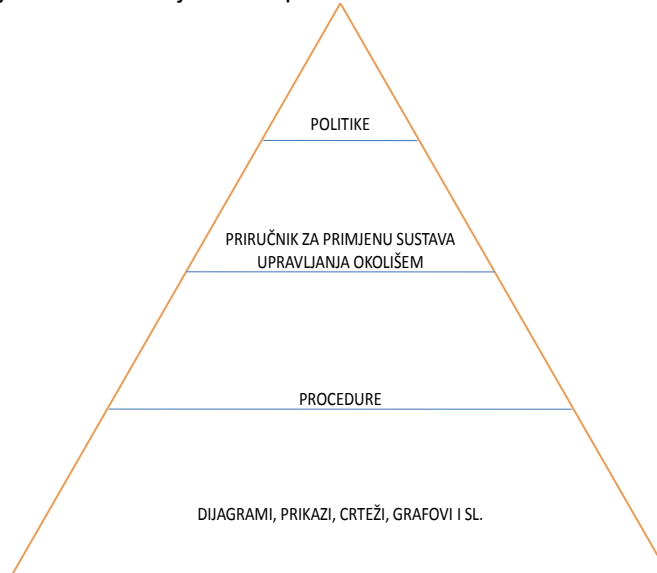 POLITIKE
PRIRUČNIK ZA PRIMJENU SUSTAVA
UPRAVLJANJA OKOLIŠEM
PROCEDURE
DIJAGRAMI, PRIKAZI, CRTEŽI, GRAFOVI I SL.